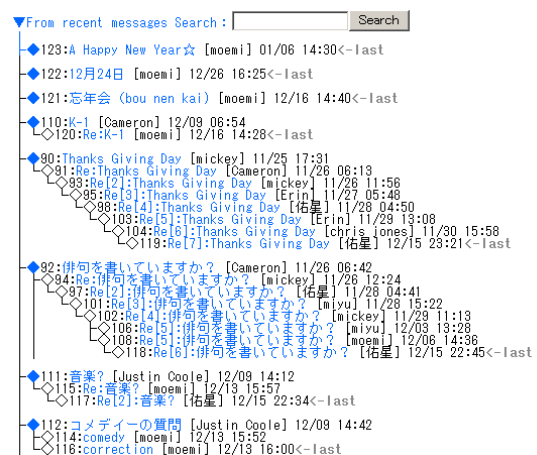 ▼From recent messages Search : Search
◆123:A Happy New Year☆ [moemi] 01/06 14:30<-last
◆122:12月24日 [moemi] 12/26 16:25<-last
◆121:忘年会 (bou nen kai) [moemi] 12/16 14:40<-last
◆110:K-1 [Cameron] 12/09 06:54
◇120:Re:K-1 [moemi] 12/16 14:28<-last
◆90:Thanks Giving Day [mickey] 11/25 17:31
◇91:Re:Thanks Giving Day [Cameron] 11/26 06:13
◇93:Re[2]:Thanks Giving Day [mickey] 11/26 11:56
◇95:Re[3]:Thanks Giving Day [Erin] 11/27 05:48
◇98:Re[4]:Thanks Giving Day [佑星] 11/28 04:50
◇103:Re[5]:Thanks Giving Day [Erin] 11/29 13:08
◇104:Re[6]:Thanks Giving Day [chris jones] 11/30 15:58
◇119:Re[7]:Thanks Giving Day [佑星] 12/15 23:21<-last
◆92:俳句を書いていますか？ [Cameron] 11/26 06:42
◇94:Re:俳句を書いていますか？ [mickey] 11/26 12:24
◇97:Re[2]:俳句を書いていますか？ [佑星] 11/28 04:41
◇101:Re[3]:俳句を書いていますか？ [miyu] 11/28 15:22
◇102:Re[4]:俳句を書いていますか？ [mickey] 11/29 11:13
◇106:Re[5]:俳句を書いていますか？ [miyu] 12/03 13:28
◇108:Re[5]:俳句を書いていますか？ [moemi] 12/06 14:36
◇118:Re[6]:俳句を書いていますか？ [佑星] 12/15 22:45<-last
◆111:音楽? [Justin Coole] 12/09 14:12
◇115:Re:音楽? [moemi] 12/13 15:57
◇117:Re[2]:音楽? [佑星] 12/15 22:34<-last
◆112:コメデイーの質問 [Justin Coole] 12/09 14:42
◇114:comedy [moemi] 12/13 15:52
◇116:correction [moemi] 12/13 16:00<-last